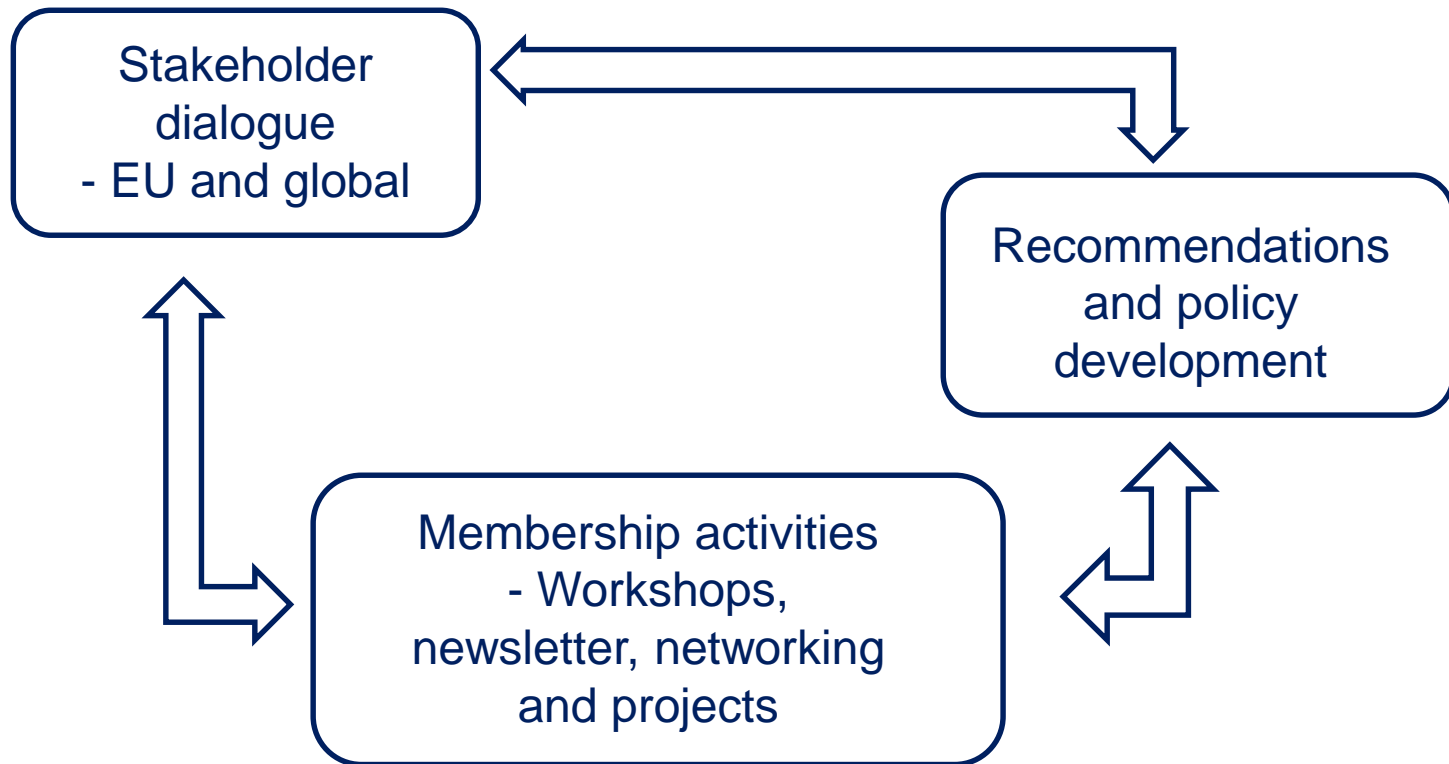 Stakeholder
dialogue
- EU and global
Recommendations
and policy
development
Membership activities
- Workshops,
newsletter, networking
and projects